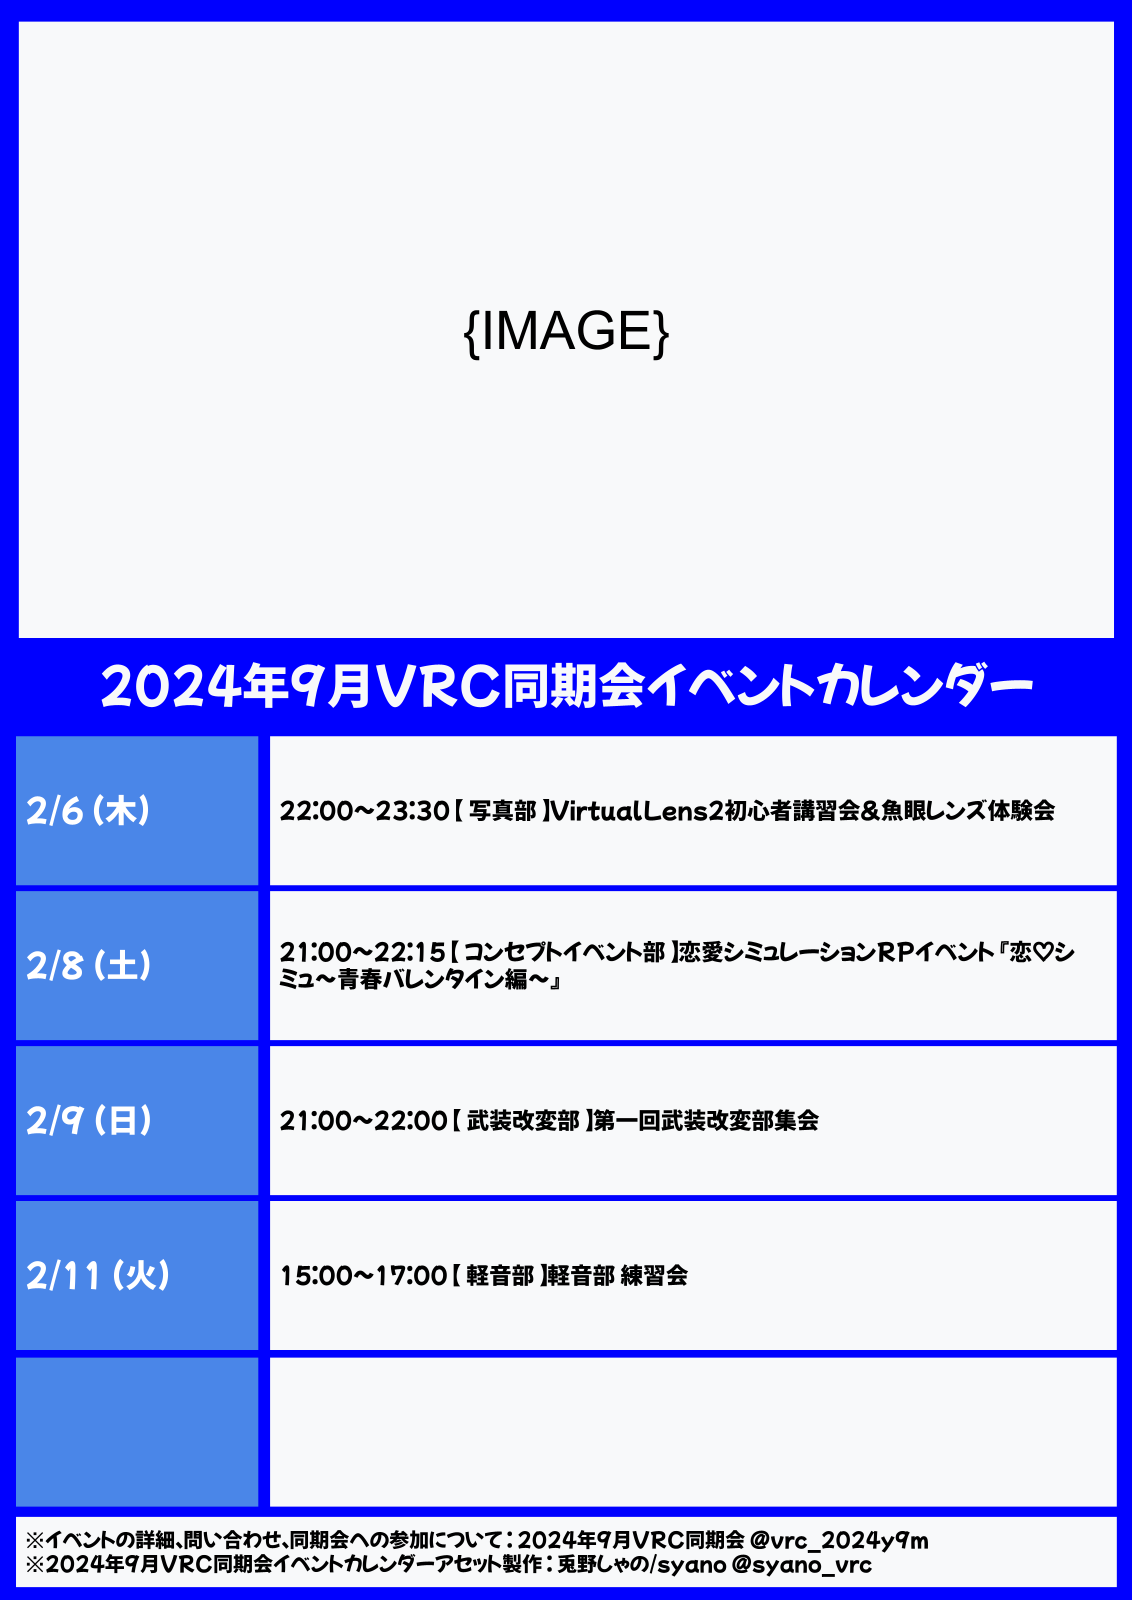 {IMAGE}
2024年9月VRC同期会イベントカレンダー
2/6 (木)
22:00～23:30【 写真部 】VirtualLens2初心者講習会&魚眼レンズ体験会
2/8 (土)
21:00～22:15【 コンセプトイベント部 】恋愛シミュレーションRPイベント『恋♡シ
ミュ～青春バレンタイン編～』
2/9 (日)
21:00～22:00【 武装改変部 】第一回武装改変部集会
2/11 (火)
15:00～17:00【 軽音部 】軽音部 練習会
※イベントの詳細、問い合わせ、同期会への参加について：2024年9月VRC同期会 @vrc_2024y9m
※2024年9月VRC同期会イベントカレンダーアセット製作：兎野しゃの/syano @syano_vrc